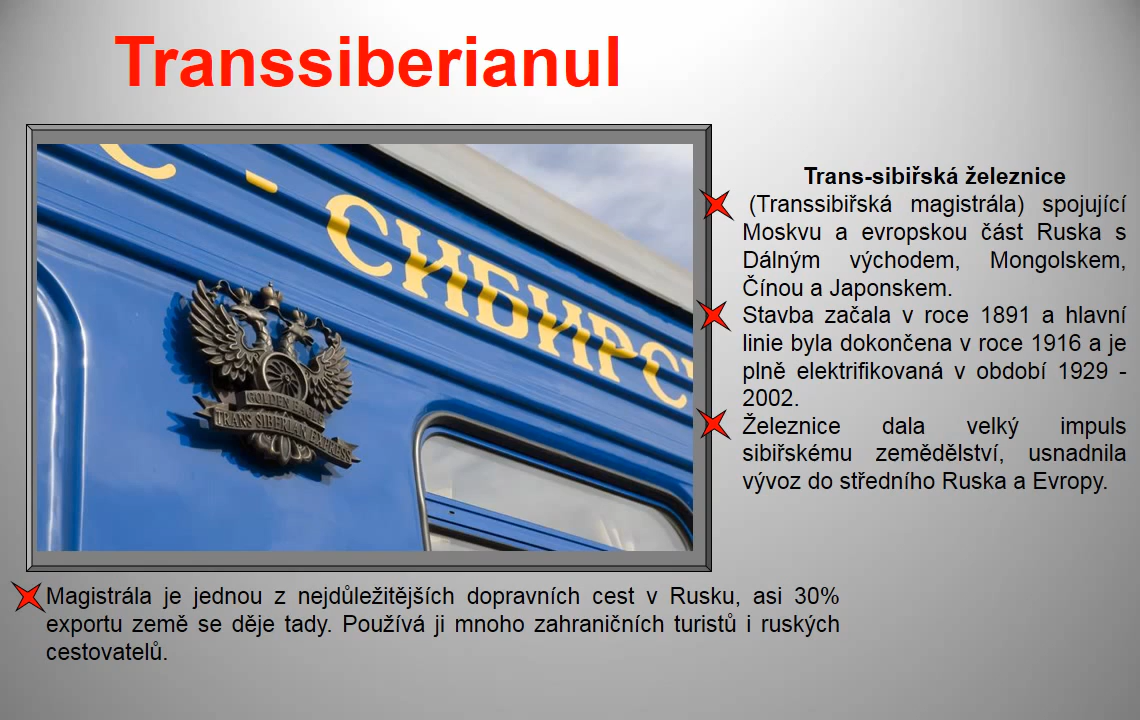 Transsiberianul
С - СИБИРС
GOLDEN EAGLE
TRANS SIBERIAN EXPRESS
Trans-sibiřská železnice
(Transsibiřská magistrála) spojující
Moskvu a evropskou část Ruska s
Dálným východem, Mongolskem,
Čínou a Japonskem.
Stavba začala v roce 1891 a hlavní
linie byla dokončena v roce 1916 a je
plně elektrifikovaná v období 1929 -
2002.
Železnice dala velký impuls
sibiřskému zemědělství, usnadnila
vývoz do středního Ruska a Evropy.
Magistrála je jednou z nejdůležitějších dopravních cest v Rusku, asi 30%
exportu země se děje tady. Používá ji mnoho zahraničních turistů i ruských
cestovatelů.